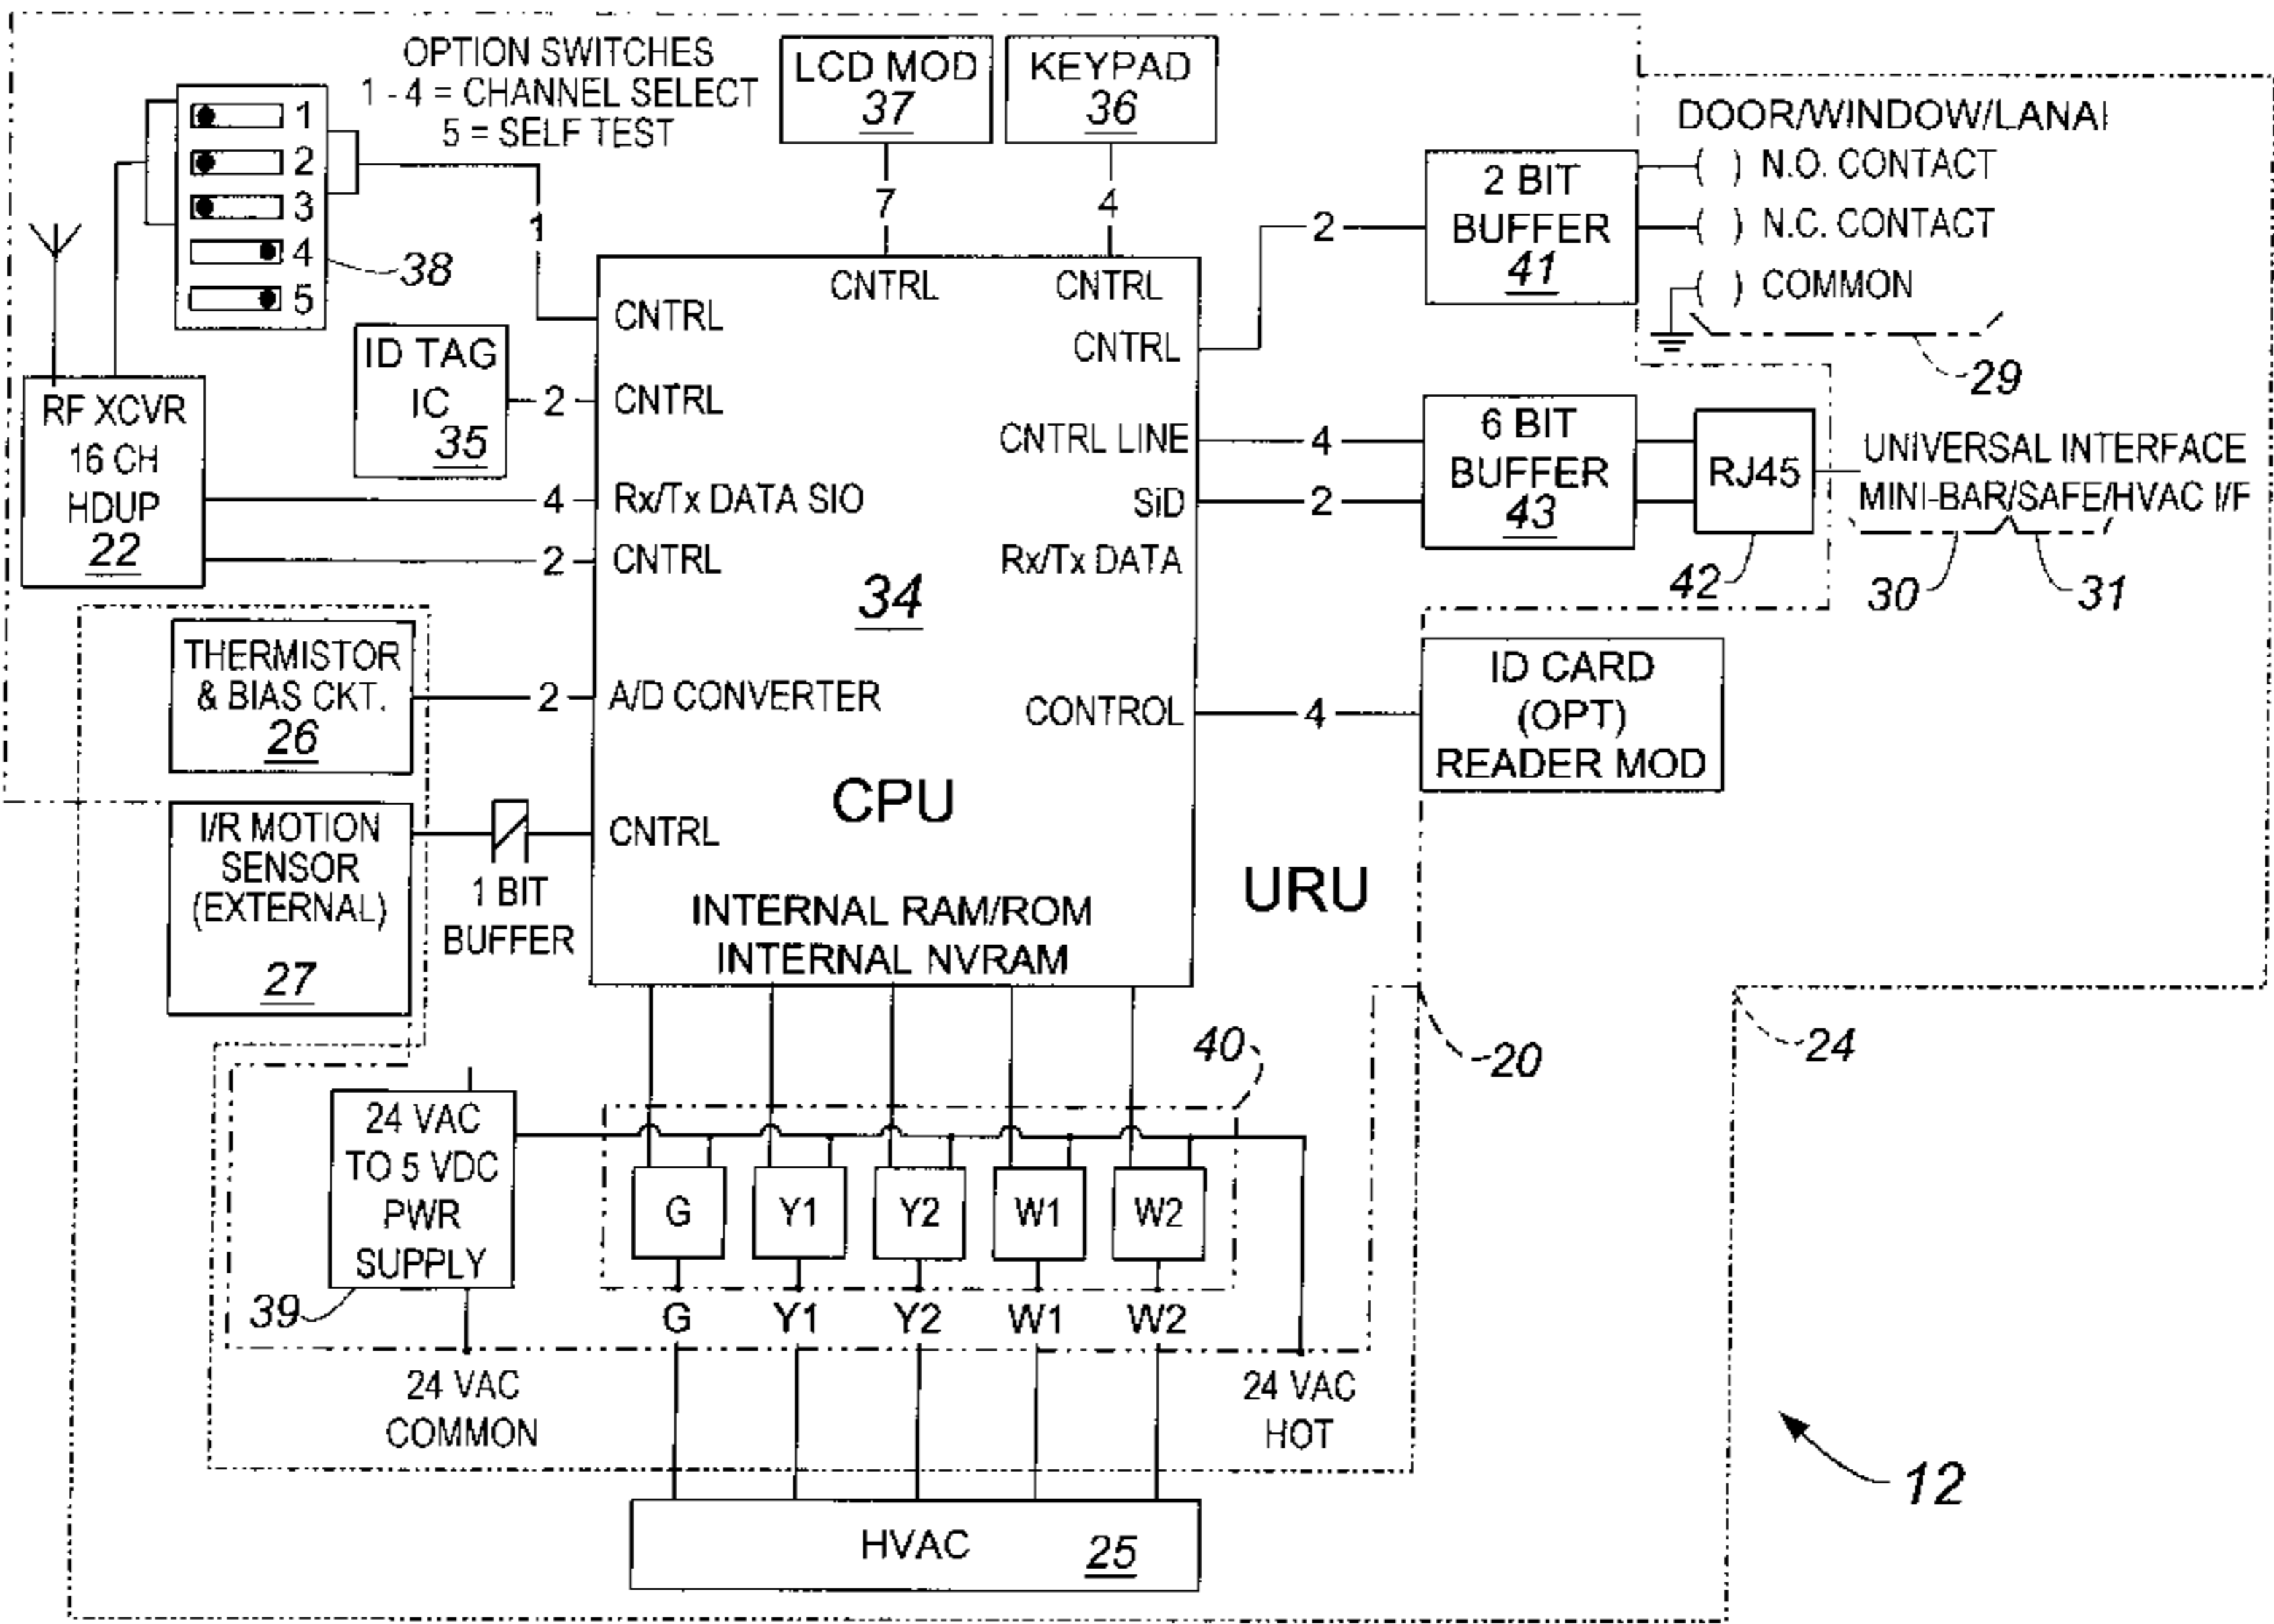 OPTION SWITCHES
1 - 4 = CHANNEL SELECT
5 = SELF TEST
1
2
3
4
5
38
1
LCD MOD
37
7
KEYPAD
36
4
DOOR/WINDOW/LANAI
N.O. CONTACT
N.C. CONTACT
COMMON
29
2 BIT
BUFFER
41
2
CNTRL
CNTRL
CNTRL
CNTRL
ID TAG
IC
35
2
CNTRL
RF XCVR
16 CH
HDUP
22
4
Rx/Tx DATA SIO
2
CNTRL
CNTRL LINE
4
SiD
2
Rx/Tx DATA
6 BIT
BUFFER
43
RJ45
42
UNIVERSAL INTERFACE
MINI-BAR/SAFE/HVAC I/F
30
31
34
THERMISTOR
& BIAS CKT.
26
2
A/D CONVERTER
CONTROL
4
ID CARD
(OPT)
READER MOD
CPU
I/R MOTION
SENSOR
(EXTERNAL)
27
1 BIT
BUFFER
CNTRL
INTERNAL RAM/ROM
INTERNAL NVRAM
URU
40
20
24
24 VAC
TO 5 VDC
PWR
SUPPLY
39
G
Y1
Y2
W1
W2
G
Y1
Y2
W1
W2
24 VAC
COMMON
24 VAC
HOT
12
HVAC
25